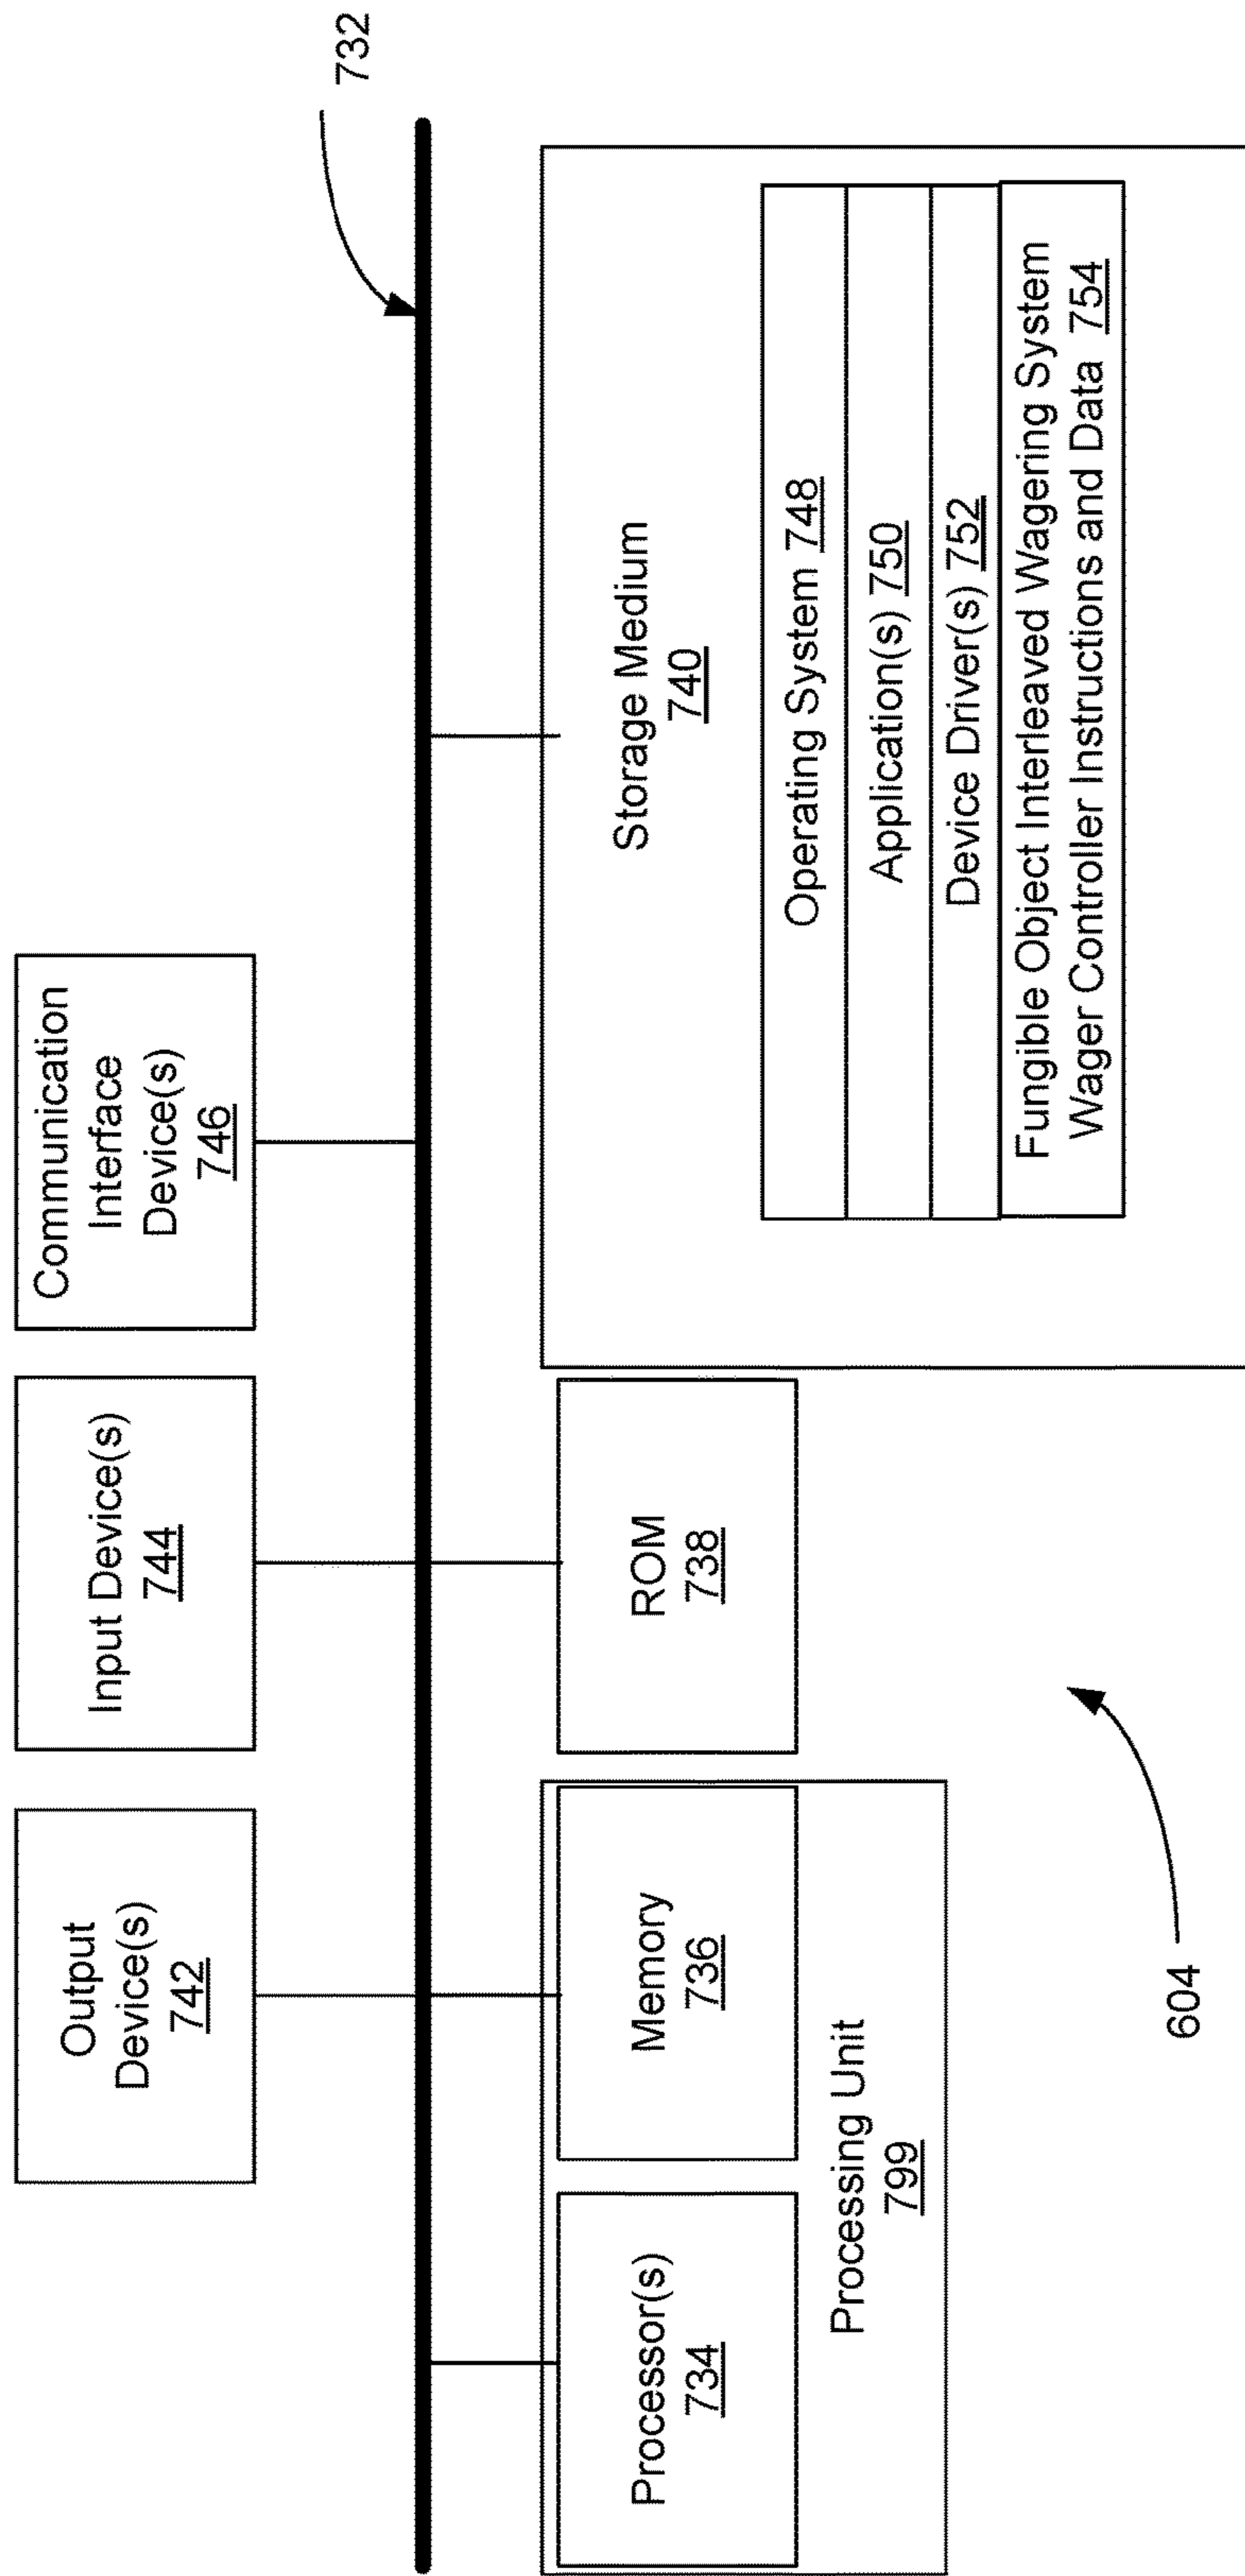 732
Output
Device(s)
742
Input Device(s)
744
Communication
Interface
Device(s)
746
Processor(s)
734
Memory
736
Processing Unit
799
ROM
738
Storage Medium
740
Operating System 748
Application(s) 750
Device Driver(s) 752
Fungible Object Interleaved Wagering System
Wager Controller Instructions and Data 754
604